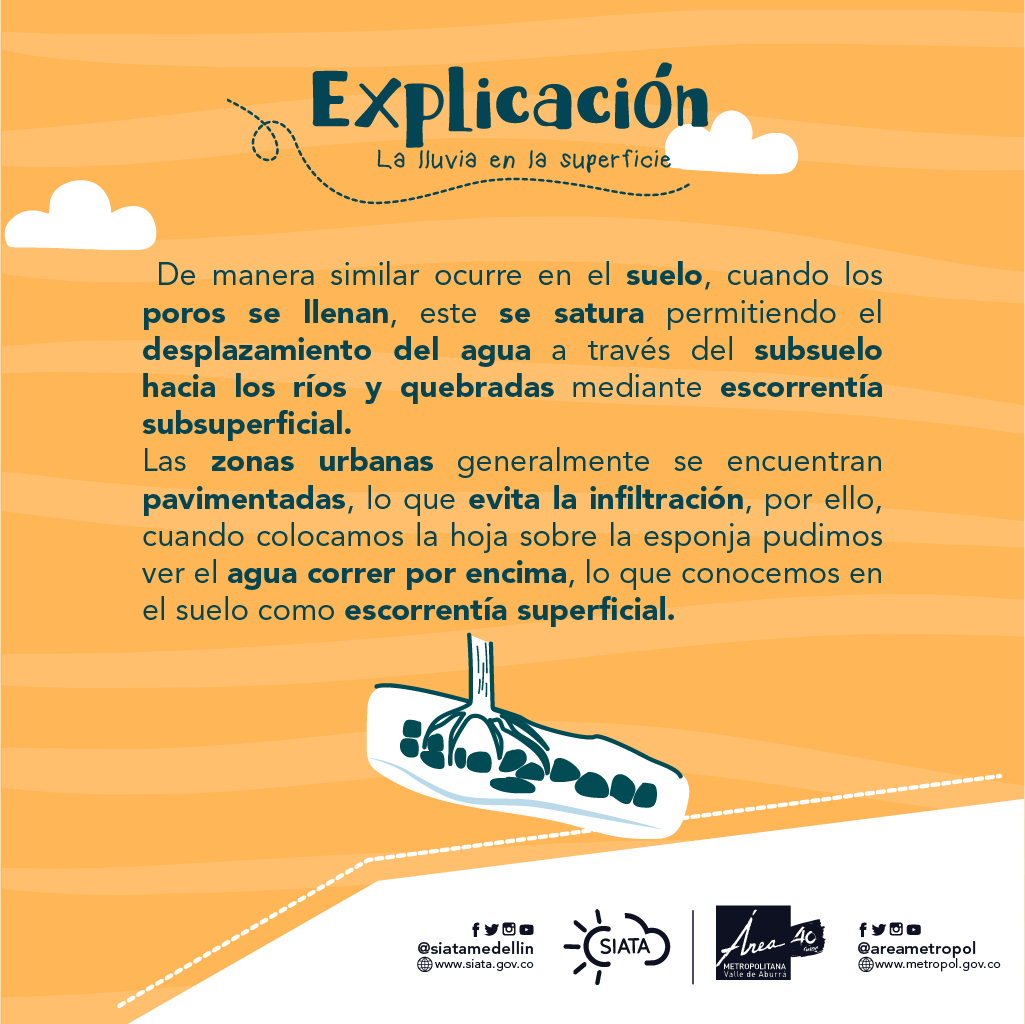 Explicación
La lluvia en la superficie
De manera similar ocurre en el suelo, cuando los
poros se llenan, este se satura permitiendo el
desplazamiento del agua a través del subsuelo
hacia los ríos y quebradas mediante escorrentía
subsuperficial.
Las zonas urbanas generalmente se encuentran
pavimentadas, lo que evita la infiltración, por ello,
cuando colocamos la hoja sobre la esponja pudimos
ver el agua correr por encima, lo que conocemos en
el suelo como escorrentía superficial.
@siatamedellin
www.siata.gov.co
SIATA
Área
METROPOLITANA
Valle de Aburrá
40
@areametropol
www.metropol.gov.co